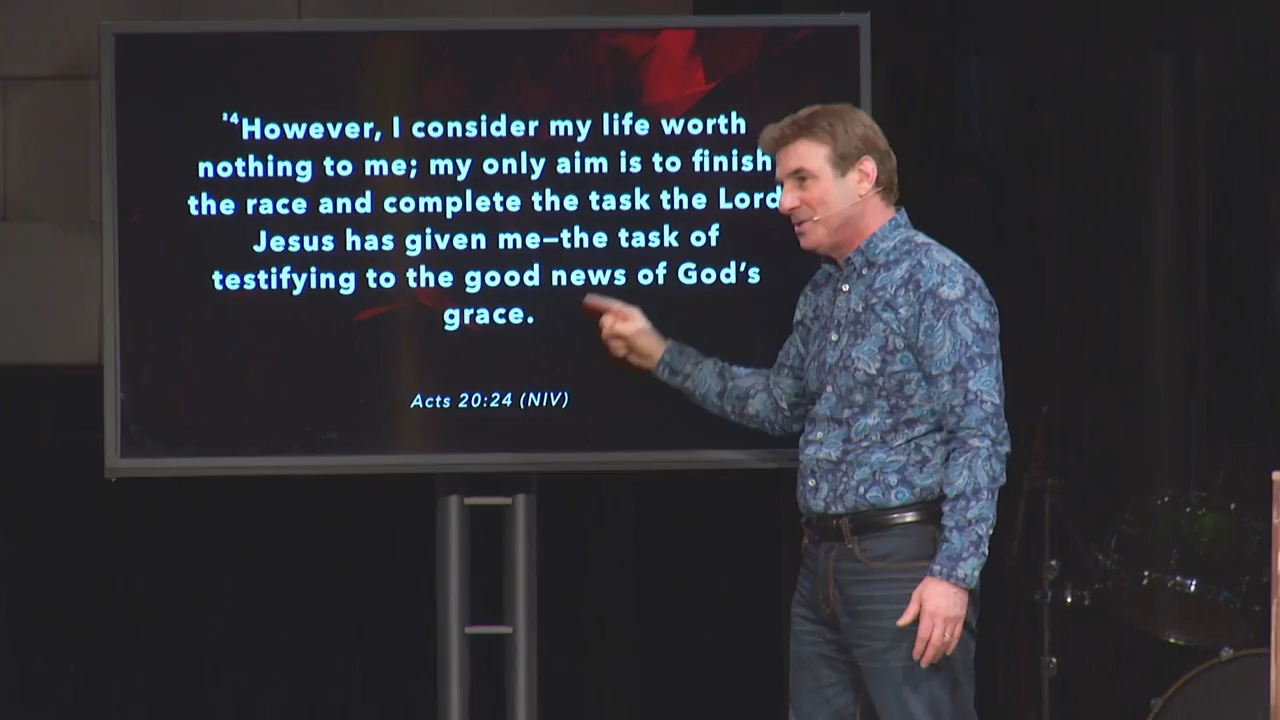 ²⁴However, I consider my life worth
nothing to me; my only aim is to finish
the race and complete the task the Lord
Jesus has given me–the task of
testifying to the good news of God’s
grace.
Acts 20:24 (NIV)